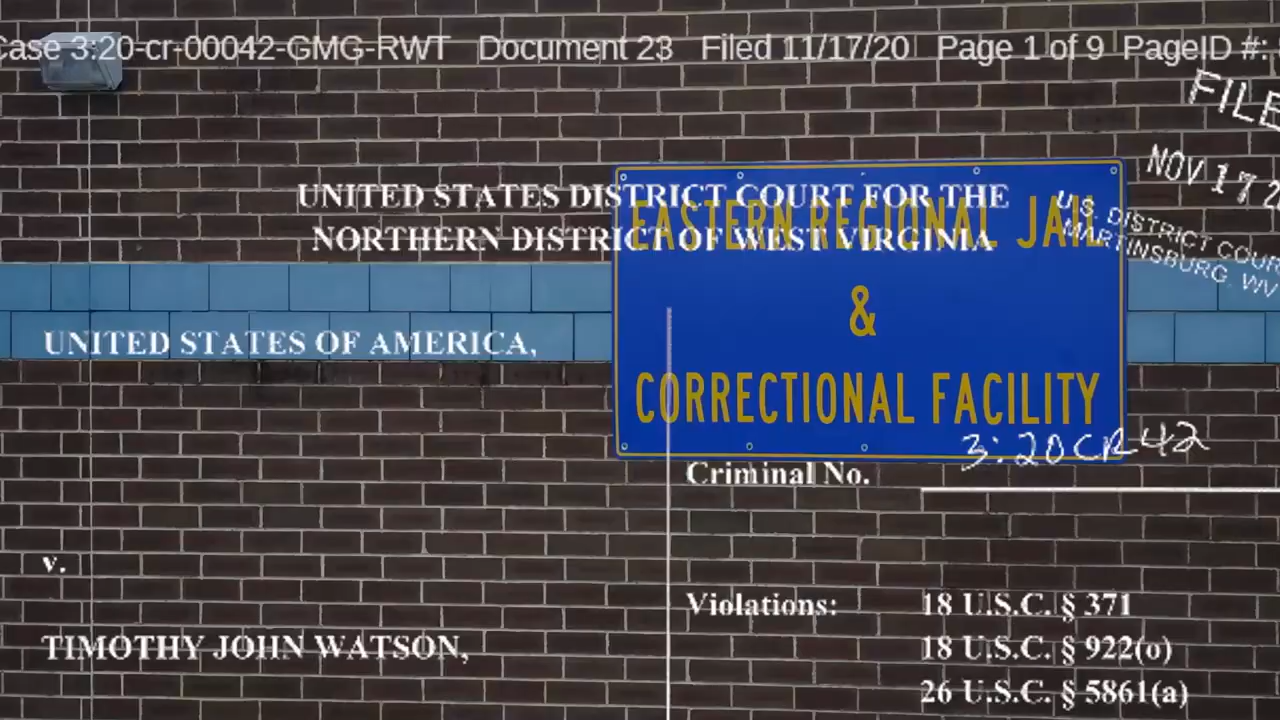 Case 3:20-cr-00042-GMG-RWT Document 23 Filed 11/17/20 Page 1 of 9 PageID #:
FILE
NOV 17 2
U.S. DISTRICT COUR
MARTINSBURG, WV
UNITED STATES DISTRICT COURT FOR THE
NORTHERN DISTRICT OF WEST VIRGINIA
EASTERN REGIONAL JAIL
&
CORRECTIONAL FACILITY
UNITED STATES OF AMERICA,
3:20CR42
Criminal No.
v.
Violations: 18 U.S.C. § 371
TIMOTHY JOHN WATSON,
18 U.S.C. § 922(o)
26 U.S.C. § 5861(a)